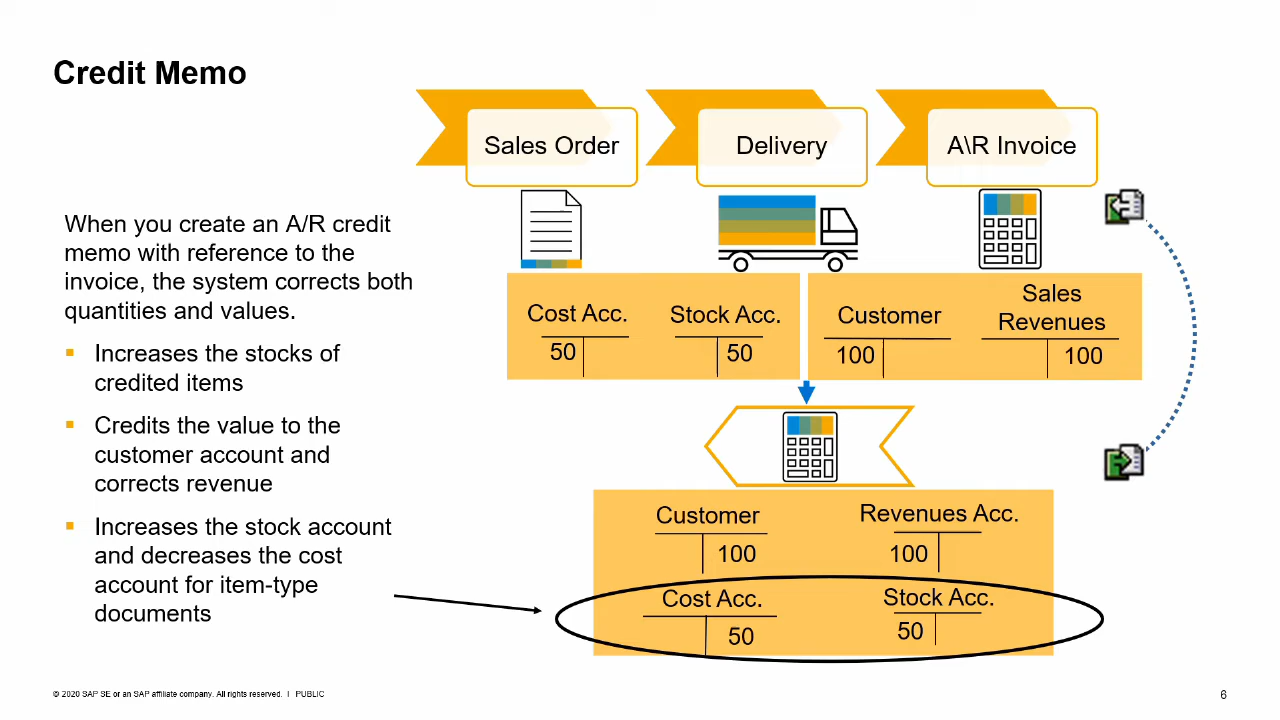 Credit Memo
Sales Order
Delivery
A\R Invoice
When you create an A/R credit
memo with reference to the
invoice, the system corrects both
quantities and values.
Increases the stocks of
credited items
Credits the value to the
customer account and
corrects revenue
Increases the stock account
and decreases the cost
account for item-type
documents
Cost Acc.
50
Stock Acc.
50
Customer
100
Sales
Revenues
100
Customer
100
Revenues Acc.
100
Cost Acc.
50
Stock Acc.
50
© 2020 SAP SE or an SAP affiliate company. All rights reserved. I PUBLIC
6